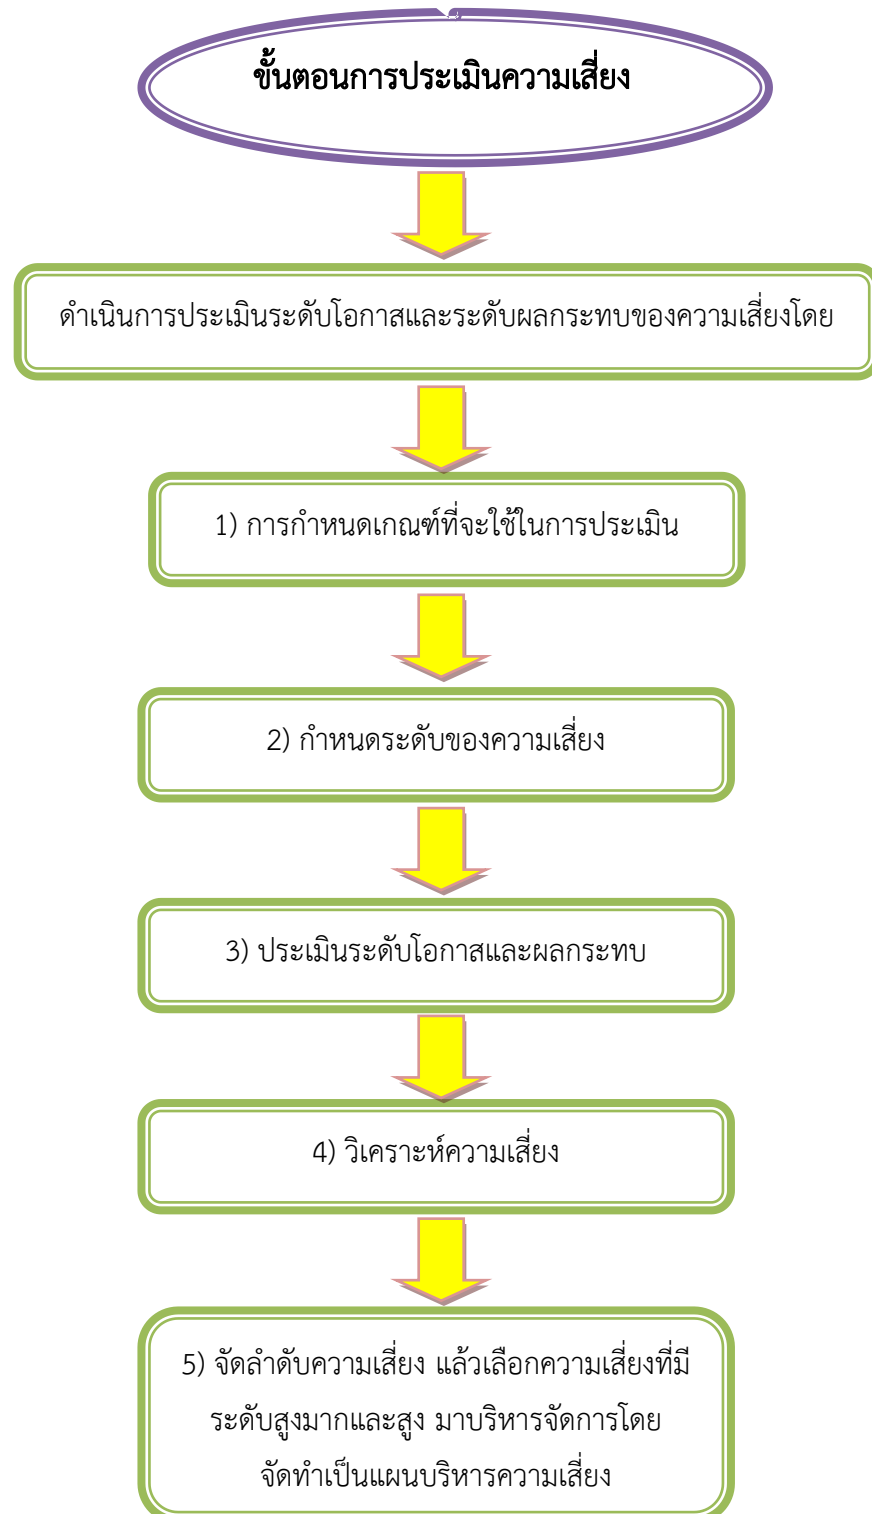 ขั้นตอนการประเมินความเสี่ยง
ดำเนินการประเมินระดับโอกาสและระดับผลกระทบของความเสี่ยงโดย
1) การกำหนดเกณฑ์ที่จะใช้ในการประเมิน
2) กำหนดระดับของความเสี่ยง
3) ประเมินระดับโอกาสและผลกระทบ
4) วิเคราะห์ความเสี่ยง
5) จัดลำดับความเสี่ยง แล้วเลือกความเสี่ยงที่มี
ระดับสูงมากและสูง มาบริหารจัดการโดย
จัดทำเป็นแผนบริหารความเสี่ยง